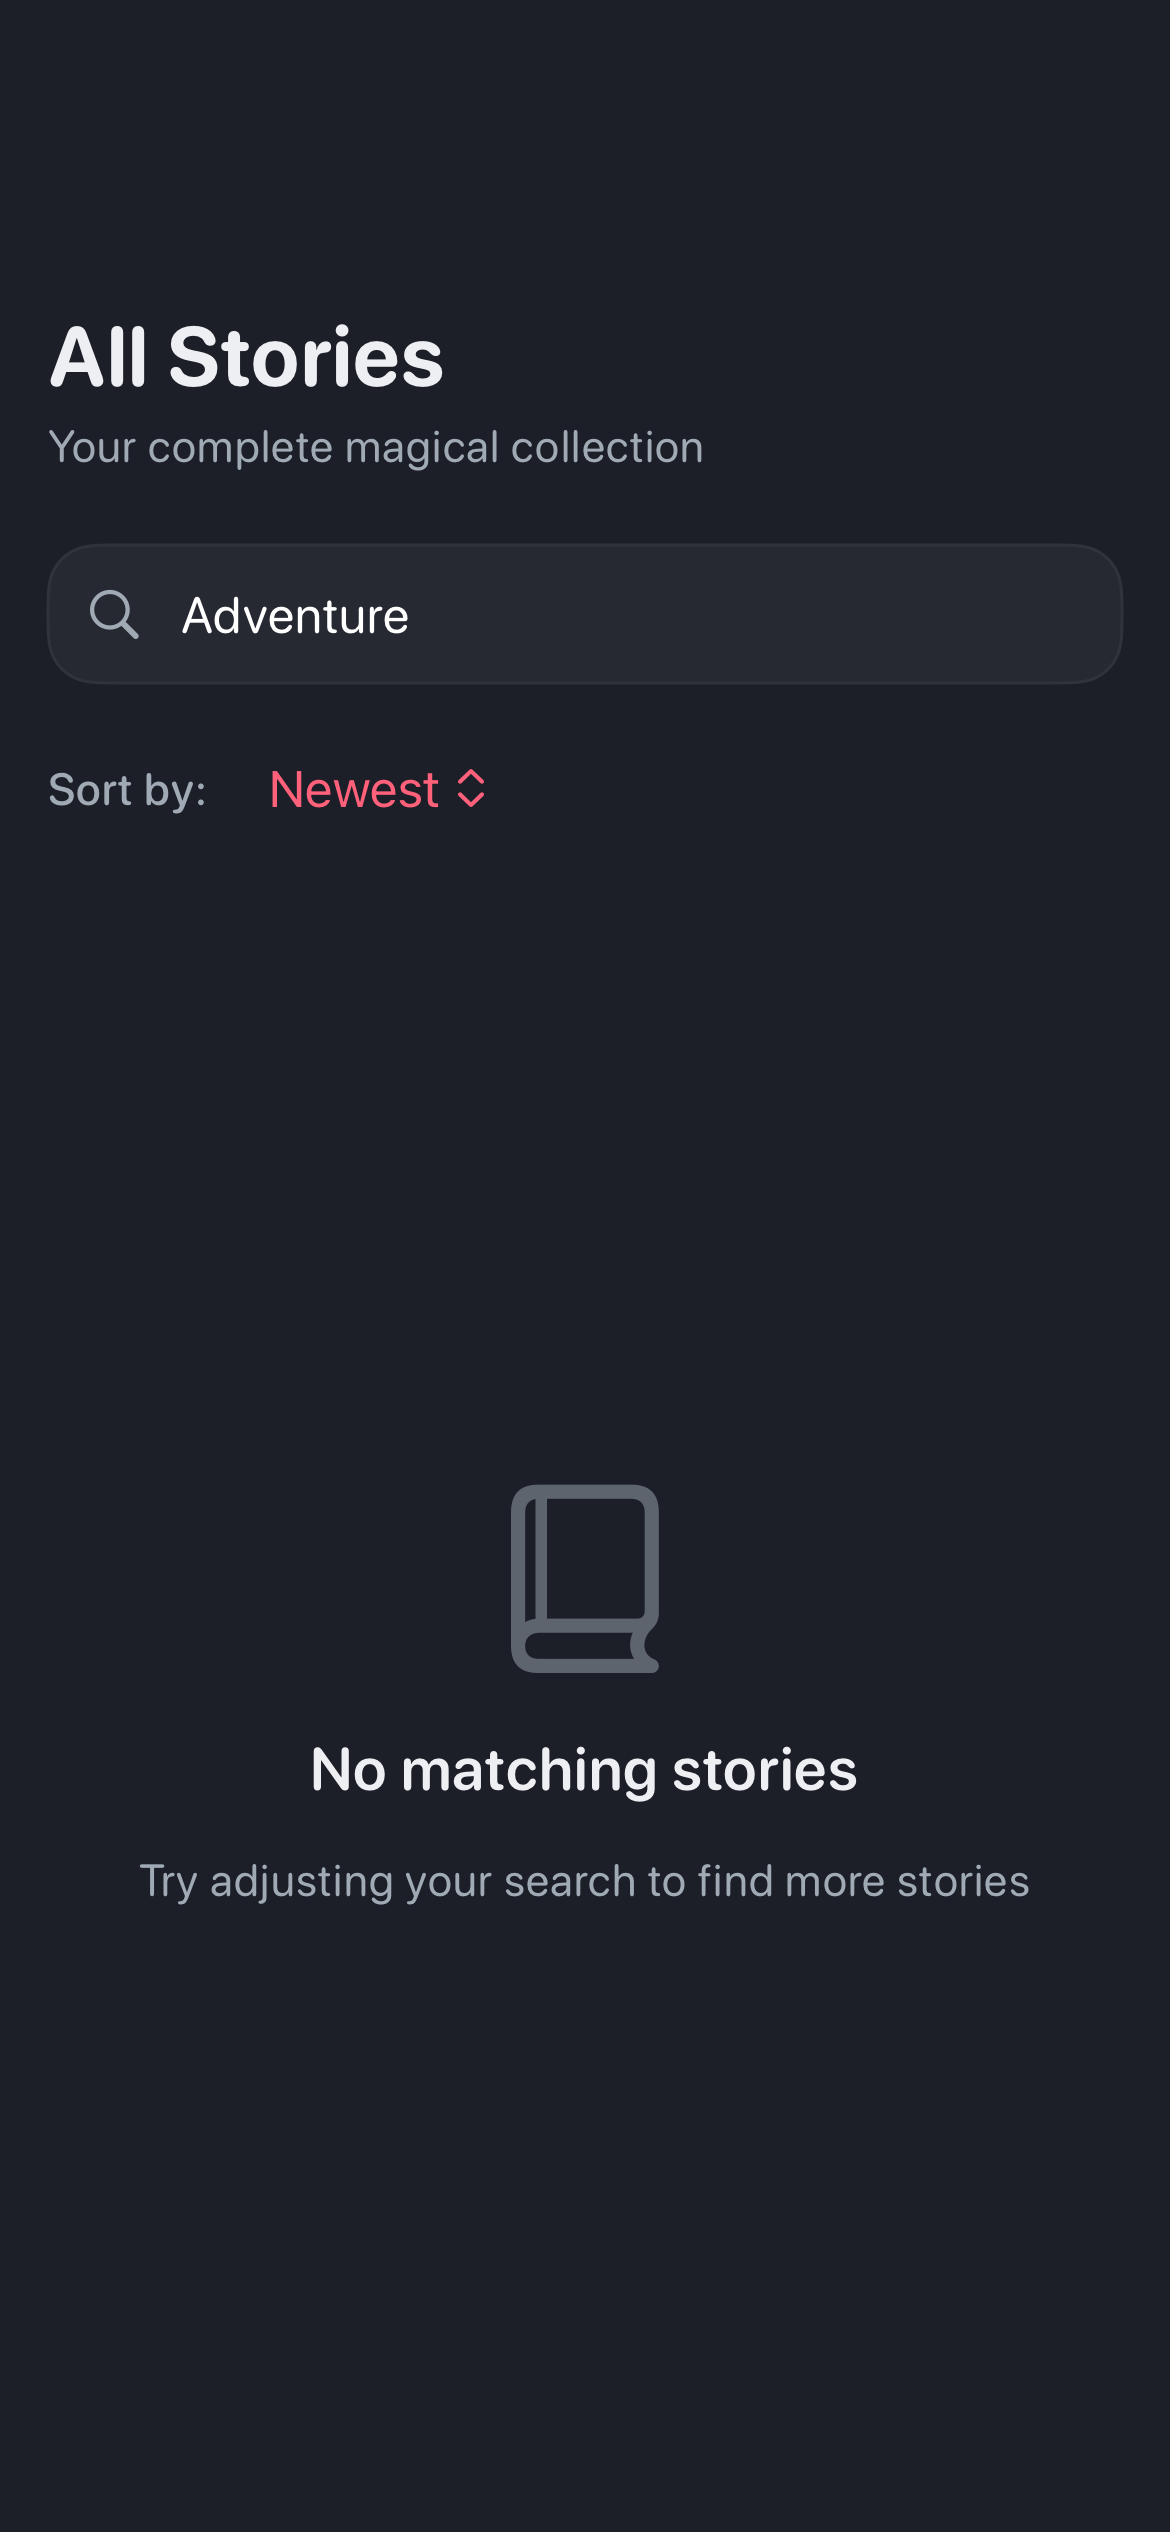 All Stories
Your complete magical collection
Adventure
Sort by: Newest
No matching stories
Try adjusting your search to find more stories